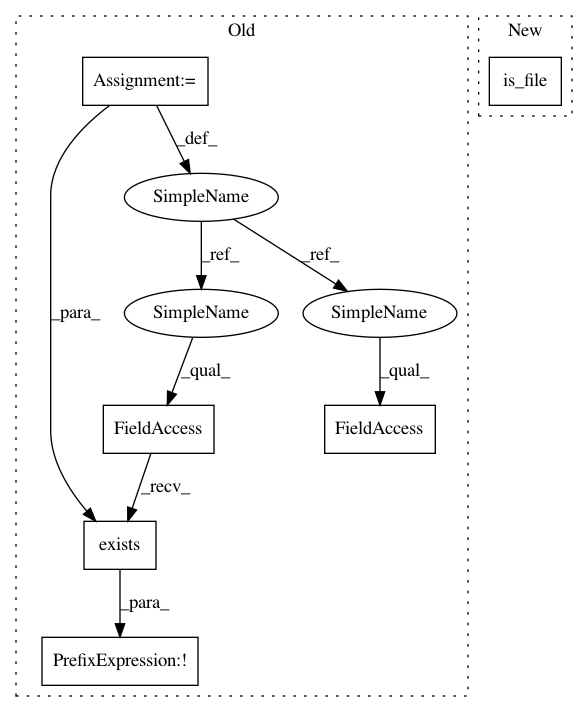 Old
New
Assignment:=
is_file
_def_
SimpleName
_ref_
_ref_
_para_
SimpleName
SimpleName
_qual_
_qual_
FieldAccess
FieldAccess
_recv_
exists
_para_
PrefixExpression:!